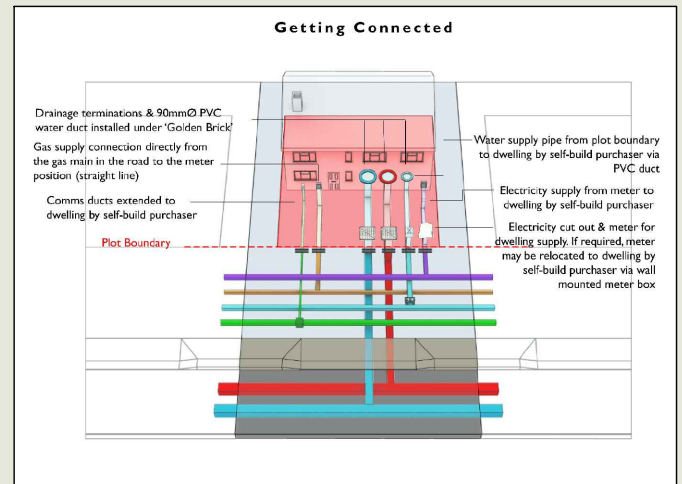 Getting Connected
Drainage terminations & 90mmØ PVC
water duct installed under ‘Golden Brick’
Gas supply connection directly from
the gas main in the road to the meter
position (straight line)
Comms ducts extended to
dwelling by self-build purchaser
Plot Boundary
Water supply pipe from plot boundary
to dwelling by self-build purchaser via
PVC duct
Electricity supply from meter to
dwelling by self-build purchaser
Electricity cut out & meter for
dwelling supply. If required, meter
may be relocated to dwelling by
self-build purchaser via wall
mounted meter box